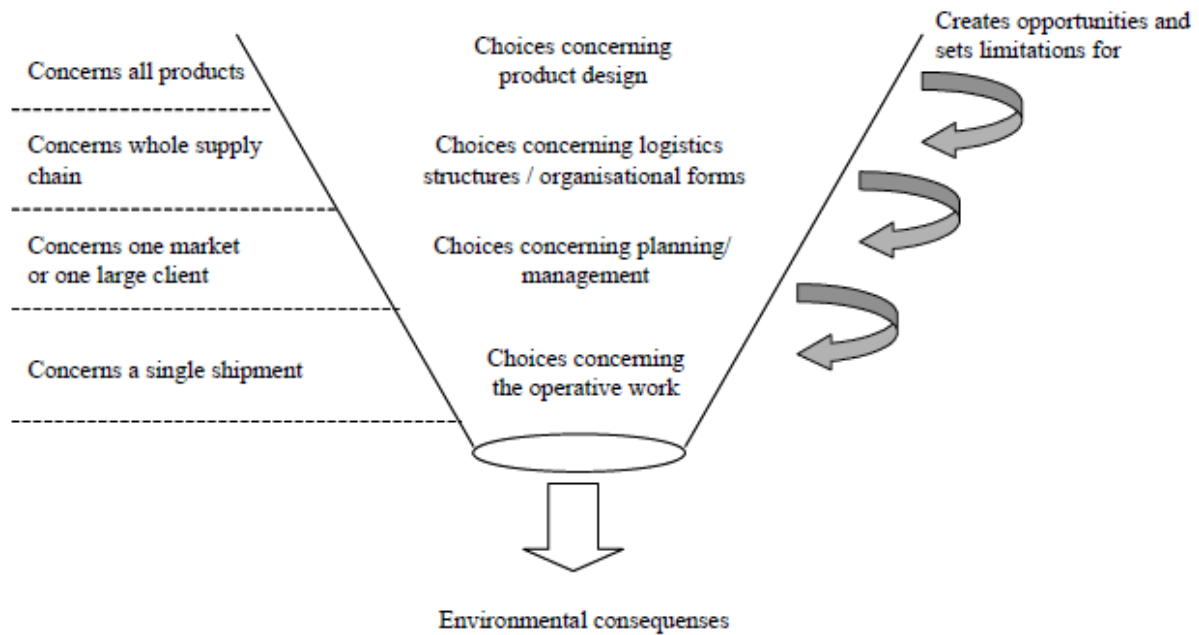 Creates opportunities and
sets limitations for
Concerns all products
Choices concerning
product design
Concerns whole supply
chain
Choices concerning logistics
structures / organisational forms
Concerns one market
or one large client
Choices concerning planning/
management
Concerns a single shipment
Choices concerning
the operative work
Environmental consequenses